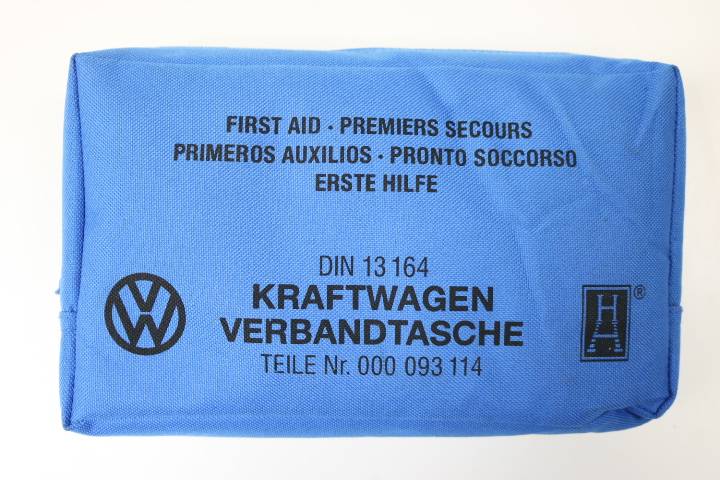 FIRST AID · PREMIERS SECOURS
PRIMEROS AUXILIOS · PRONTO SOCCORSO
ERSTE HILFE
DIN 13 164
KRAFTWAGEN
VERBANDTASCHE
TEILE Nr. 000 093 114
VW
H ®